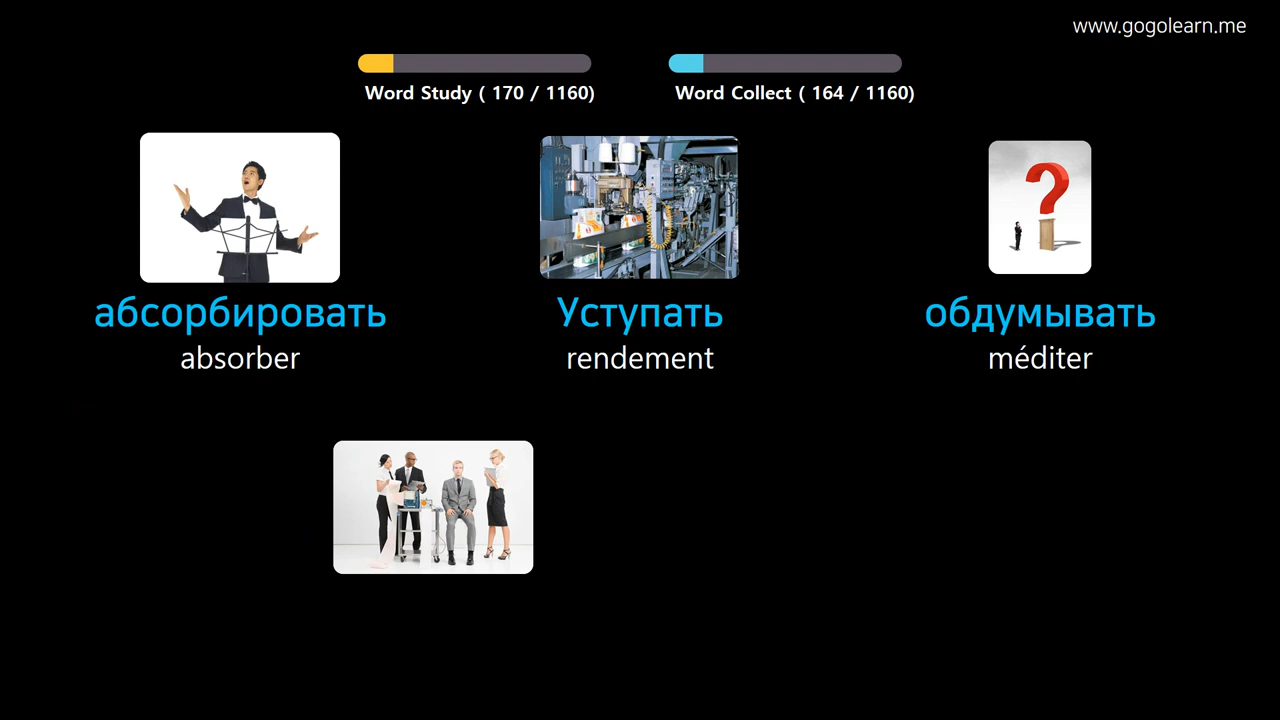 www.gogolearn.me
Word Study ( 170 / 1160)
Word Collect ( 164 / 1160)
абсорбировать
absorber
Уступать
rendement
обдумывать
méditer